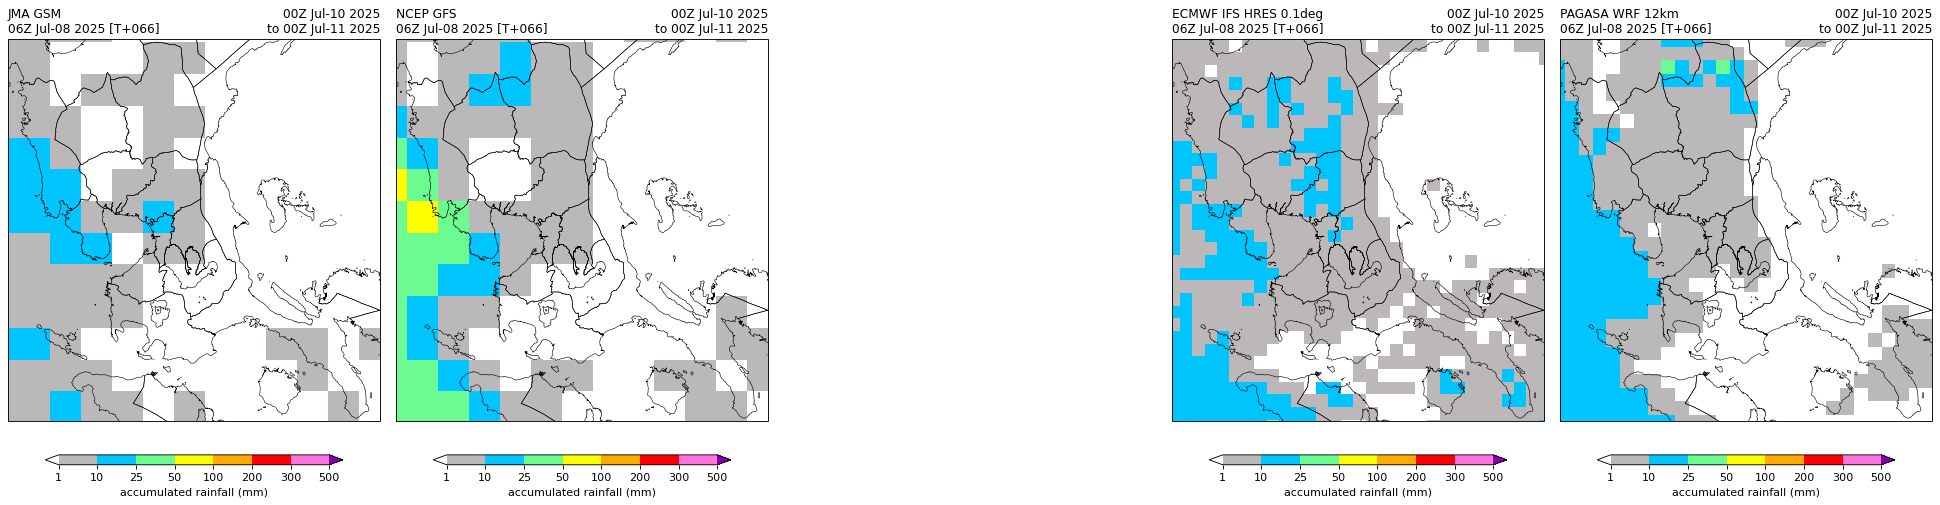 JMA GSM 00Z Jul-10 2025
06Z Jul-08 2025 [T+066] to 00Z Jul-11 2025
1 10 25 50 100 200 300 500
accumulated rainfall (mm)
NCEP GFS 00Z Jul-10 2025
06Z Jul-08 2025 [T+066] to 00Z Jul-11 2025
1 10 25 50 100 200 300 500
accumulated rainfall (mm)
ECMWF IFS HRES 0.1deg 00Z Jul-10 2025
06Z Jul-08 2025 [T+066] to 00Z Jul-11 2025
1 10 25 50 100 200 300 500
accumulated rainfall (mm)
PAGASA WRF 12km 00Z Jul-10 2025
06Z Jul-08 2025 [T+066] to 00Z Jul-11 2025
1 10 25 50 100 200 300 500
accumulated rainfall (mm)